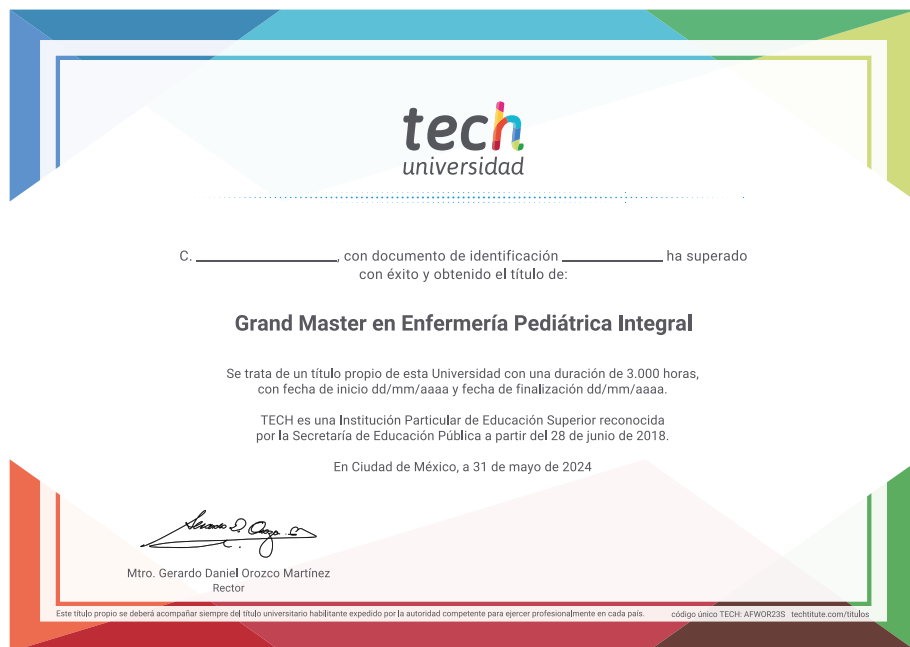 tech
universidad
C. ________________, con documento de identificación ____________ ha superado
con éxito y obtenido el título de:
Grand Master en Enfermería Pediátrica Integral
Se trata de un título propio de esta Universidad con una duración de 3.000 horas,
con fecha de inicio dd/mm/aaaa y fecha de finalización dd/mm/aaaa.
TECH es una Institución Particular de Educación Superior reconocida
por la Secretaría de Educación Pública a partir del 28 de junio de 2018.
En Ciudad de México, a 31 de mayo de 2024
Mtro. Gerardo Daniel Orozco Martínez
Rector
Este título propio se deberá acompañar siempre del título universitario habilitante expedido por la autoridad competente para ejercer profesionalmente en cada país. código único TECH: AFWOR23S techtitute.com/titulos